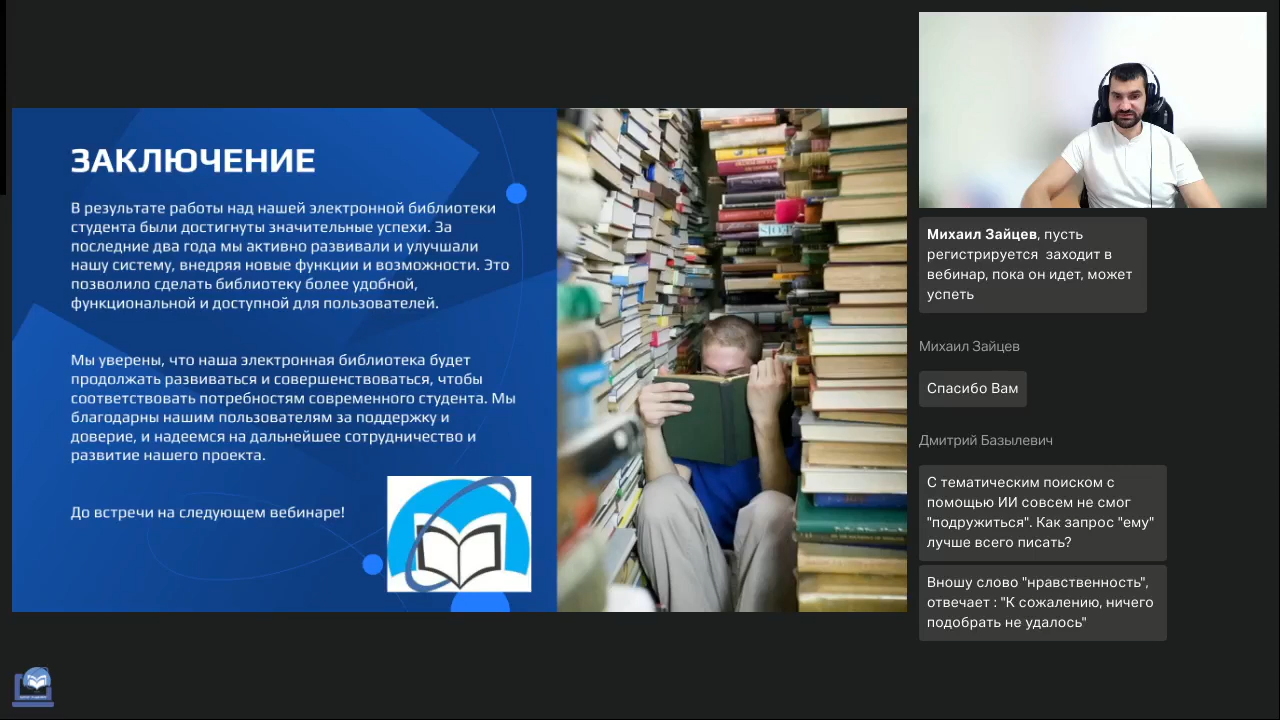 ЗАКЛЮЧЕНИЕ
В результате работы над нашей электронной библиотеки
студента были достигнуты значительные успехи. За
последние два года мы активно развивали и улучшали
нашу систему, внедряя новые функции и возможности. Это
позволило сделать библиотеку более удобной,
функциональной и доступной для пользователей.
Мы уверены, что наша электронная библиотека будет
продолжать развиваться и совершенствоваться, чтобы
соответствовать потребностям современного студента. Мы
благодарны нашим пользователям за поддержку и
доверие, и надеемся на дальнейшее сотрудничество и
развитие нашего проекта.
До встречи на следующем вебинаре!
Михаил Зайцев, пусть
регистрируется заходит в
вебинар, пока он идет, может
успеть
Михаил Зайцев
Спасибо Вам
Дмитрий Базылевич
С тематическим поиском с
помощью ИИ совсем не смог
"подружиться". Как запрос "ему"
лучше всего писать?
Вношу слово "нравственность",
отвечает : "К сожалению, ничего
подобрать не удалось"